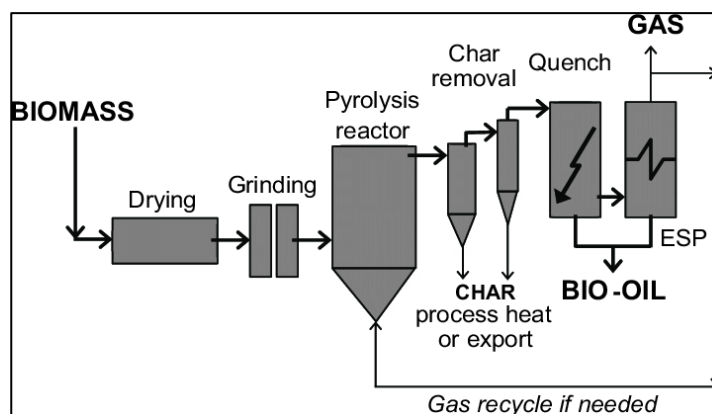 GAS
Char
removal
Quench
BIOMASS
Pyrolysis
reactor
Grinding
Drying
ESP
CHAR
process heat
or export
BIO-OIL
Gas recycle if needed